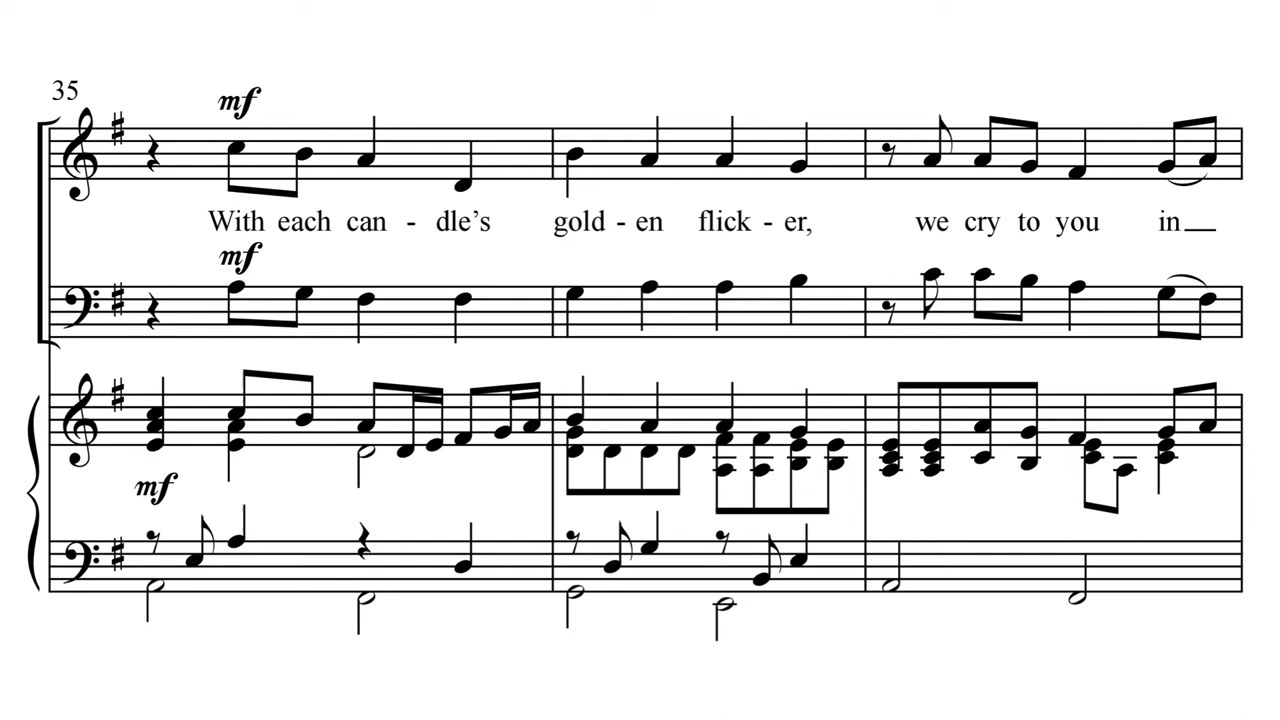 35
mf
With each can - dle's gold - en flick - er, we cry to you in
mf
mf